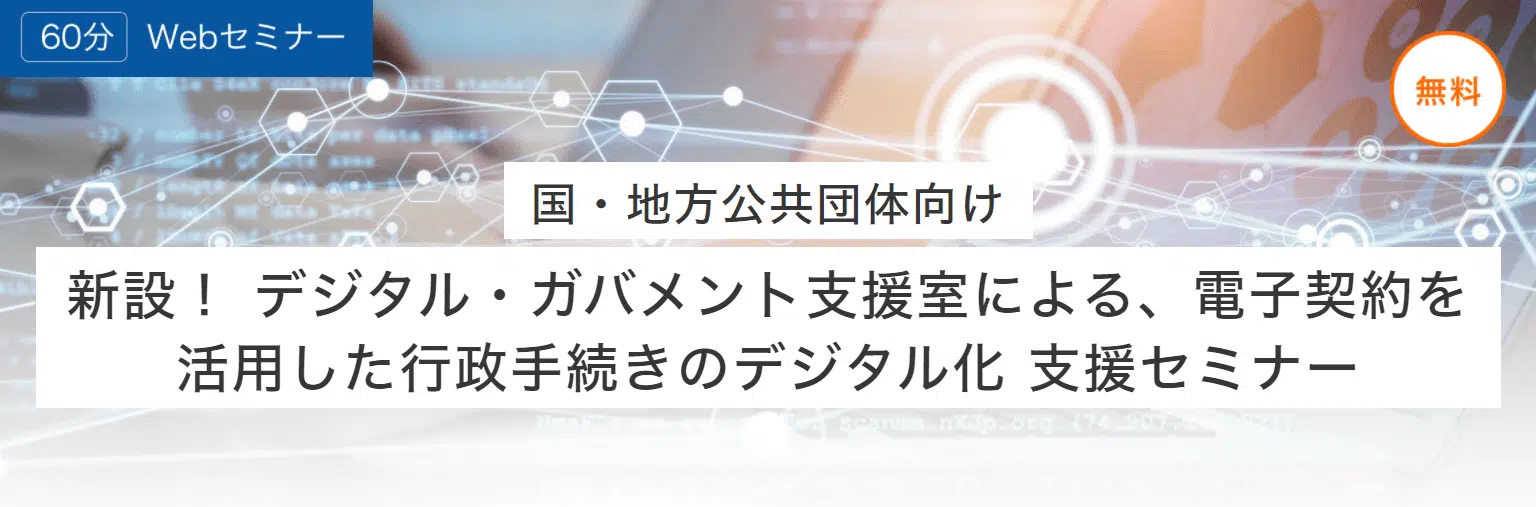 60分 Webセミナー
無料
国・地方公共団体向け
新設！ デジタル・ガバメント支援室による、電子契約を
活用した行政手続きのデジタル化 支援セミナー